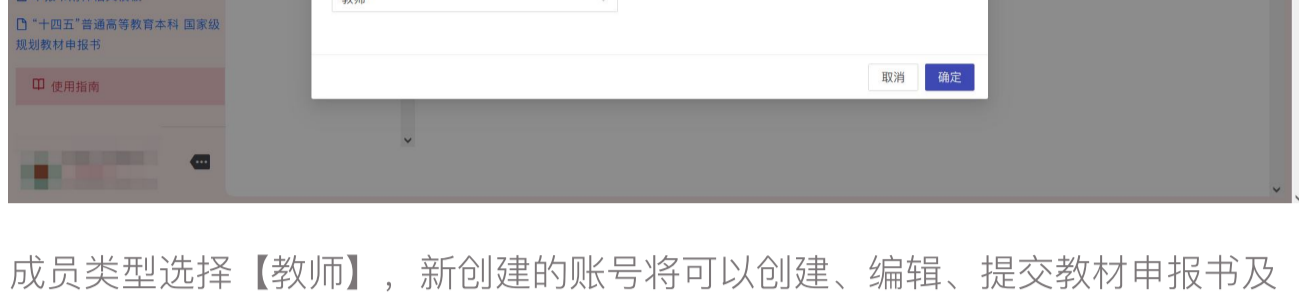 教师
"十四五"普通高等教育本科 国家级
规划教材申报书
取消 确定
使用指南
成员类型选择【教师】，新创建的账号将可以创建、编辑、提交教材申报书及